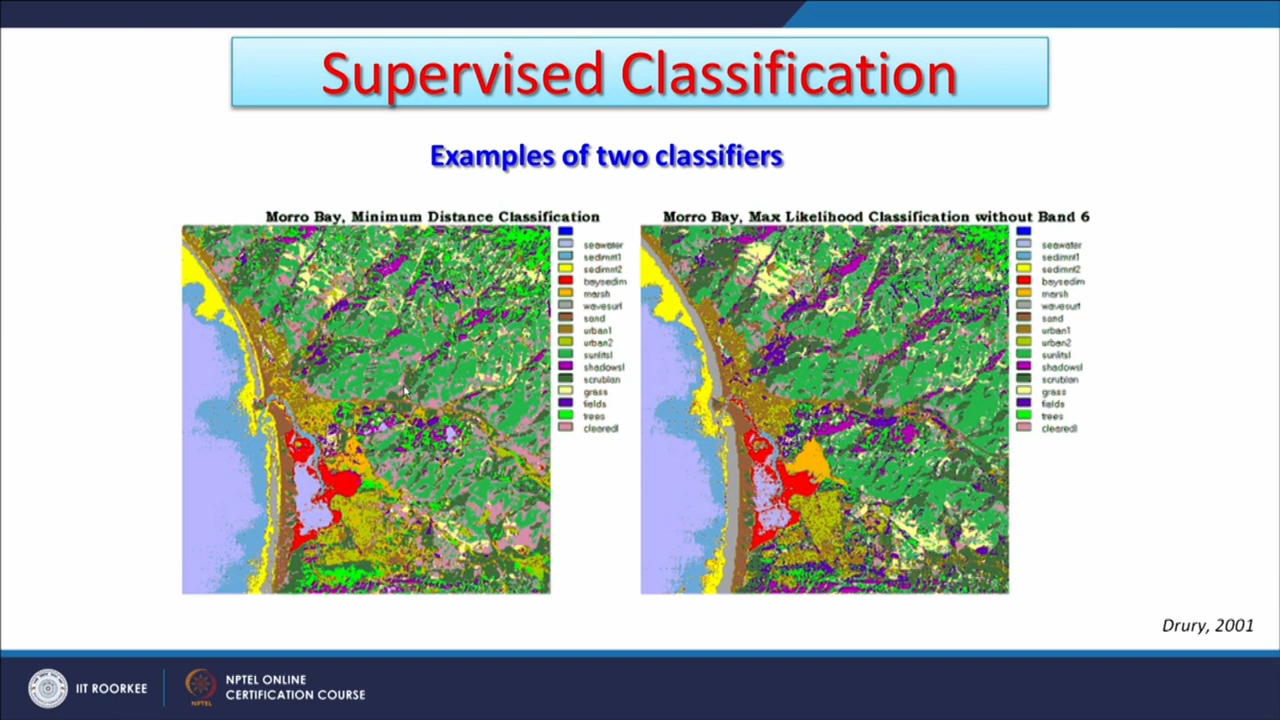 Supervised Classification
Examples of two classifiers
Morro Bay, Minimum Distance Classification
seawater
sedimnt1
sedimnt2
baysedim
marsh
wavesurf
sand
urban1
urban2
sunlitsl
shadowsl
scrublan
grass
fields
trees
clearedl
Morro Bay, Max Likelihood Classification without Band 6
seawater
sedimnt1
sedimnt2
baysedim
marsh
wavesurf
sand
urban1
urban2
sunlitsl
shadowsl
scrublan
grass
fields
trees
clearedl
Drury, 2001
IIT ROORKEE
NPTEL
NPTEL ONLINE
CERTIFICATION COURSE